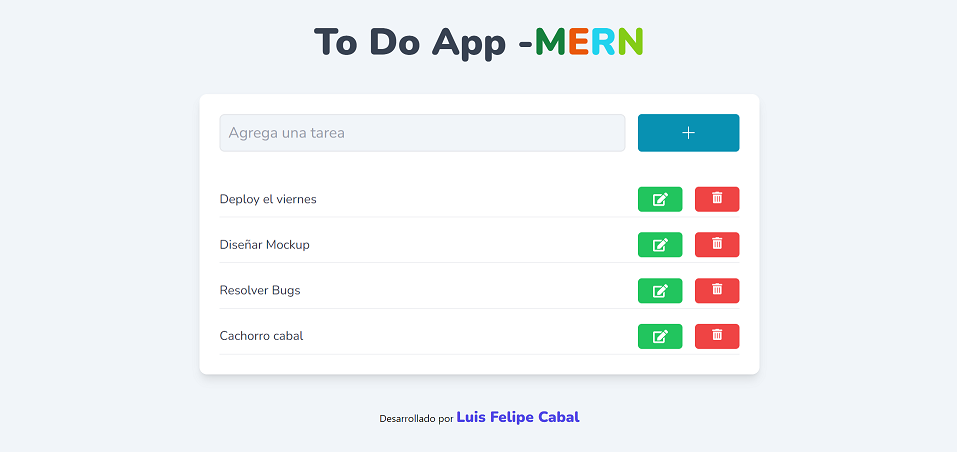 To Do App -MERN
Agrega una tarea
Deploy el viernes
Diseñar Mockup
Resolver Bugs
Cachorro cabal
Desarrollado por Luis Felipe Cabal